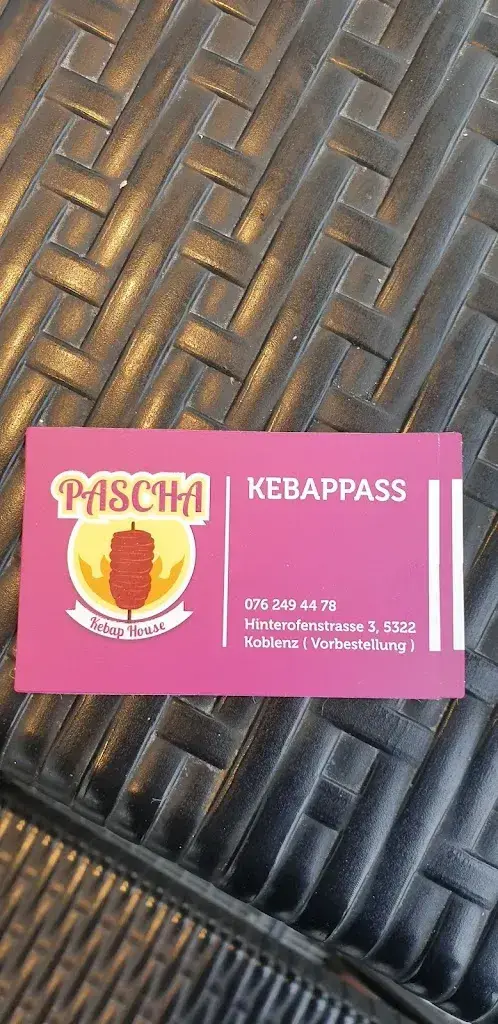 PASCHA
Kebap House
KEBAPPASS
076 249 44 78
Hinterofenstrasse 3, 5322
Koblenz ( Vorbestellung )